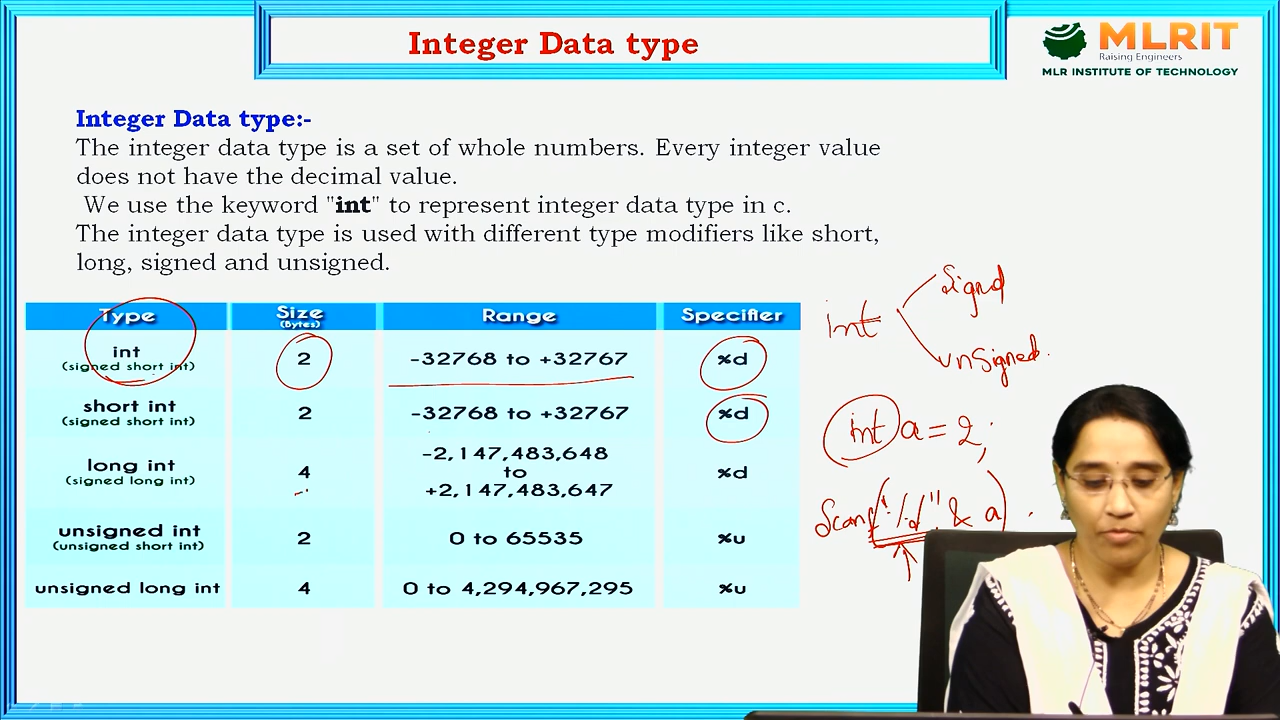 Integer Data type
MLRIT
Raising Engineers
MLR INSTITUTE OF TECHNOLOGY
Integer Data type:-
The integer data type is a set of whole numbers. Every integer value
does not have the decimal value.
We use the keyword "int" to represent integer data type in c.
The integer data type is used with different type modifiers like short,
long, signed and unsigned.
Type Size (Bytes) Range Specifier
int (signed short int) 2 -32768 to +32767 %d
short int (signed short int) 2 -32768 to +32767 %d
long int (signed long int) 4 -2,147,483,648 to +2,147,483,647 %d
unsigned int (unsigned short int) 2 0 to 65535 %u
unsigned long int 4 0 to 4,294,967,295 %u
signed
int
unsigned.
int a = 2;
Scanf("%d" & a)